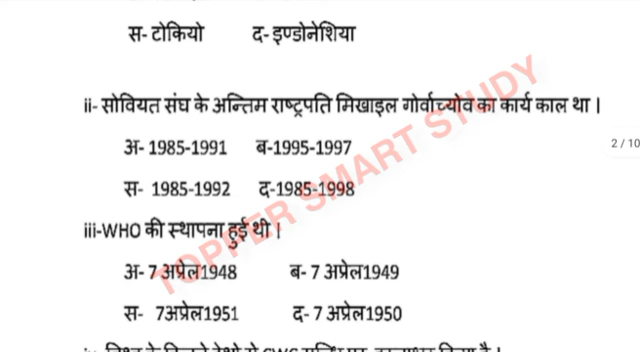 स- टोकियो द- इण्डोनेशिया
ii- सोवियत संघ के अन्तिम राष्ट्रपति मिखाइल गोर्वाच्योव का कार्य काल था ।
अ- 1985-1991 ब-1995-1997
2 / 10
स- 1985-1992 द-1985-1998
iii-WHO की स्थापना हुई थी ।
अ- 7 अप्रेल1948 ब- 7 अप्रेल1949
स- 7अप्रेल1951 द- 7 अप्रेल1950
TOPPER SMART STUDY